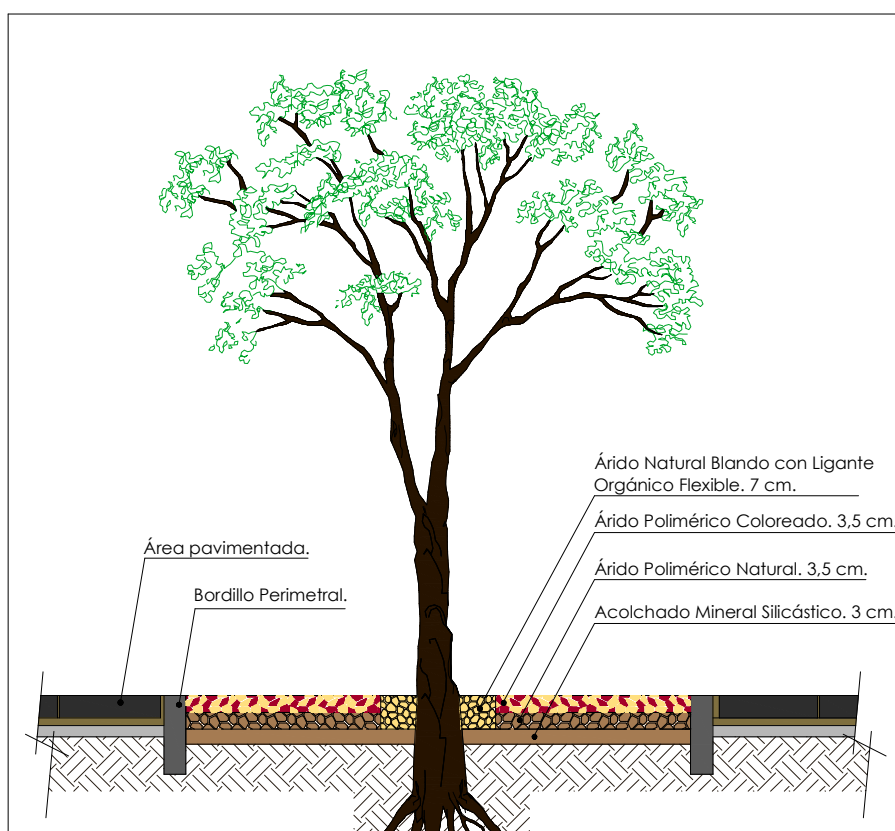 Árido Natural Blando con Ligante
Orgánico Flexible. 7 cm.
Árido Polimérico Coloreado. 3,5 cm.
Área pavimentada.
Árido Polimérico Natural. 3,5 cm.
Bordillo Perimetral.
Acolchado Mineral Silicástico. 3 cm.